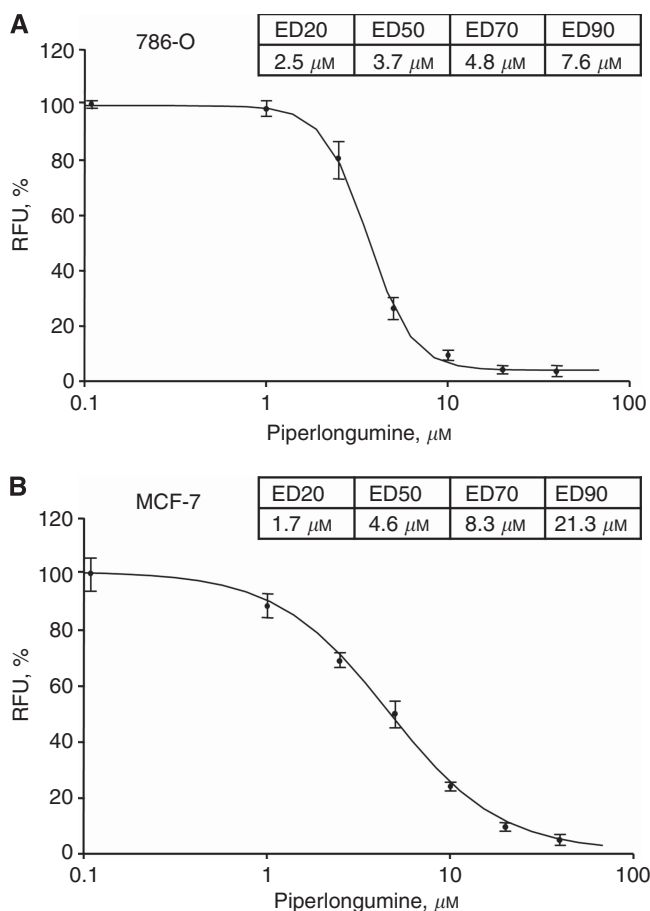 A
786-O
ED20 ED50 ED70 ED90
2.5 μM 3.7 μM 4.8 μM 7.6 μM
120
100
80
60
40
20
0
RFU, %
0.1 1 10 100
Piperlongumine, μM
B
MCF-7
ED20 ED50 ED70 ED90
1.7 μM 4.6 μM 8.3 μM 21.3 μM
120
100
80
60
40
20
0
RFU, %
0.1 1 10 100
Piperlongumine, μM